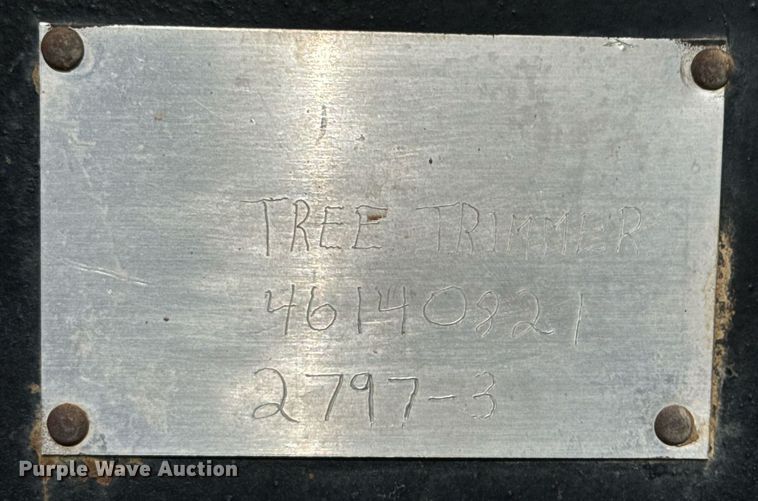 TREE TRIMMER
46140821
2797-3
Purple Wave Auction